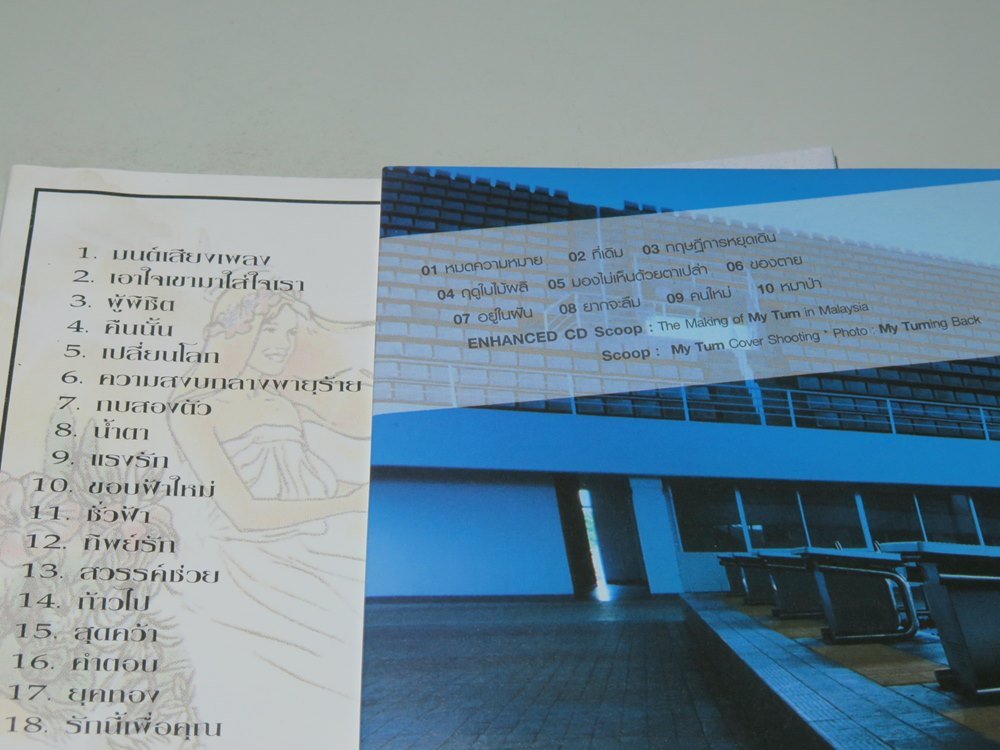 1. มนต์เสียงเพลง
2. เอาใจเขามาใส่ใจเรา
3. ผู้พิชิต
4. คืนนั้น
5. เปลี่ยนโลก
6. ความสงบกลางพายุร้าย
7. กบสองตัว
8. น้ำตา
9. แรงรัก
10. ขอบฟ้าใหม่
11. ชั่วฟ้า
12. ทิพย์รัก
13. สวรรค์ช่วย
14. ก้าวไป
15. สุดคว้า
16. คำตอบ
17. ยุคทอง
18. รักนี้เพื่อคุณ
01 หมดความหมาย 02 ที่เดิม 03 ทฤษฎีการหยุดเดิน
04 ฤดูใบไม้ผลิ 05 มองไม่เห็นด้วยตาเปล่า 06 ของตาย
07 อยู่ในฝัน 08 ยากจะลืม 09 คนใหม่ 10 หมาป่า
ENHANCED CD Scoop : The Making of My Turn in Malaysia
Scoop : My Turn Cover Shooting * Photo : My Turning Back